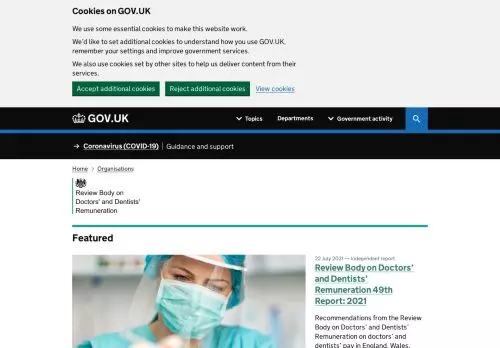 Cookies on GOV.UK
We use some essential cookies to make this website work.
We'd like to set additional cookies to understand how you use GOV.UK,
remember your settings and improve government services.
We also use cookies set by other sites to help us deliver content from their
services.
Accept additional cookies
Reject additional cookies
View cookies
GOV.UK
Topics
Departments
Government activity
→ Coronavirus (COVID-19) | Guidance and support
Home > Organisations
Review Body on
Doctors' and Dentists'
Remuneration
Featured
22 July 2021 — Independent report
Review Body on Doctors'
and Dentists'
Remuneration 49th
Report: 2021
Recommendations from the Review
Body on Doctors' and Dentists'
Remuneration on doctors' and
dentists' pay in England, Wales,